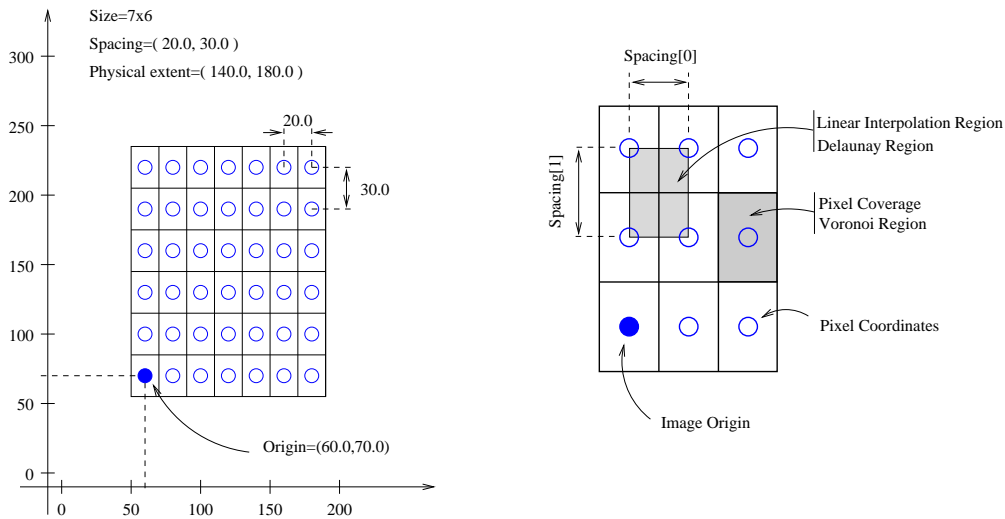 Size=7x6
Spacing=( 20.0, 30.0 )
Physical extent=( 140.0, 180.0 )
300
250
200
150
100
50
0
0
50
100
150
200
20.0
30.0
Origin=(60.0,70.0)
Spacing[0]
Spacing[1]
Linear Interpolation Region
Delaunay Region
Pixel Coverage
Voronoi Region
Pixel Coordinates
Image Origin